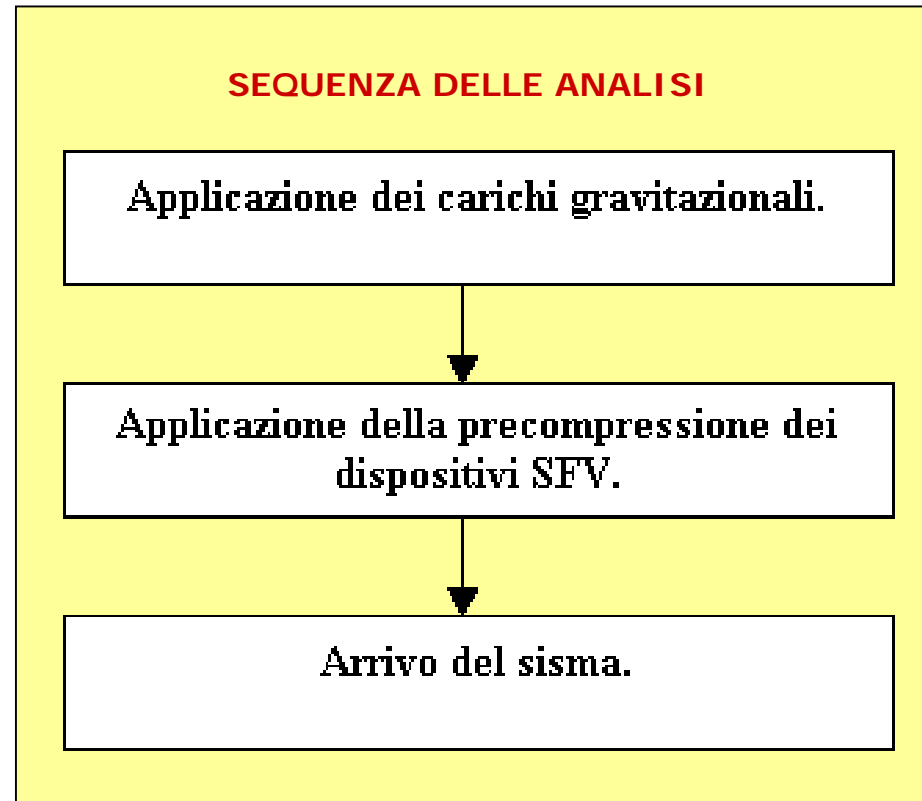 SEQUENZA DELLE ANALISI
Applicazione dei carichi gravitazionali.
Applicazione della precompressione dei
dispositivi SFV.
Arrivo del sisma.